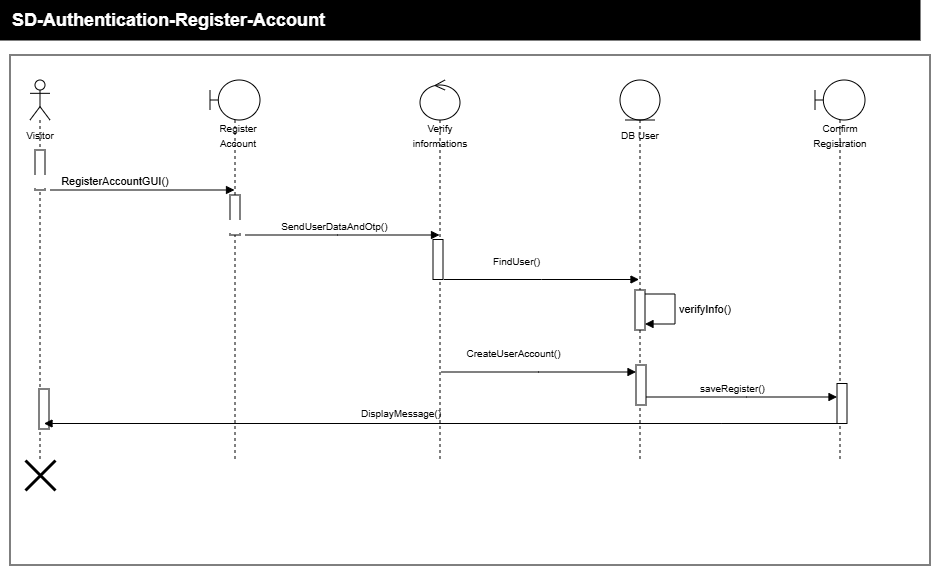 SD-Authentication-Register-Account
Visitor
Register
Account
Verify
informations
DB User
Confirm
Registration
RegisterAccountGUI()
SendUserDataAndOtp()
FindUser()
verifyInfo()
CreateUserAccount()
saveRegister()
DisplayMessage()